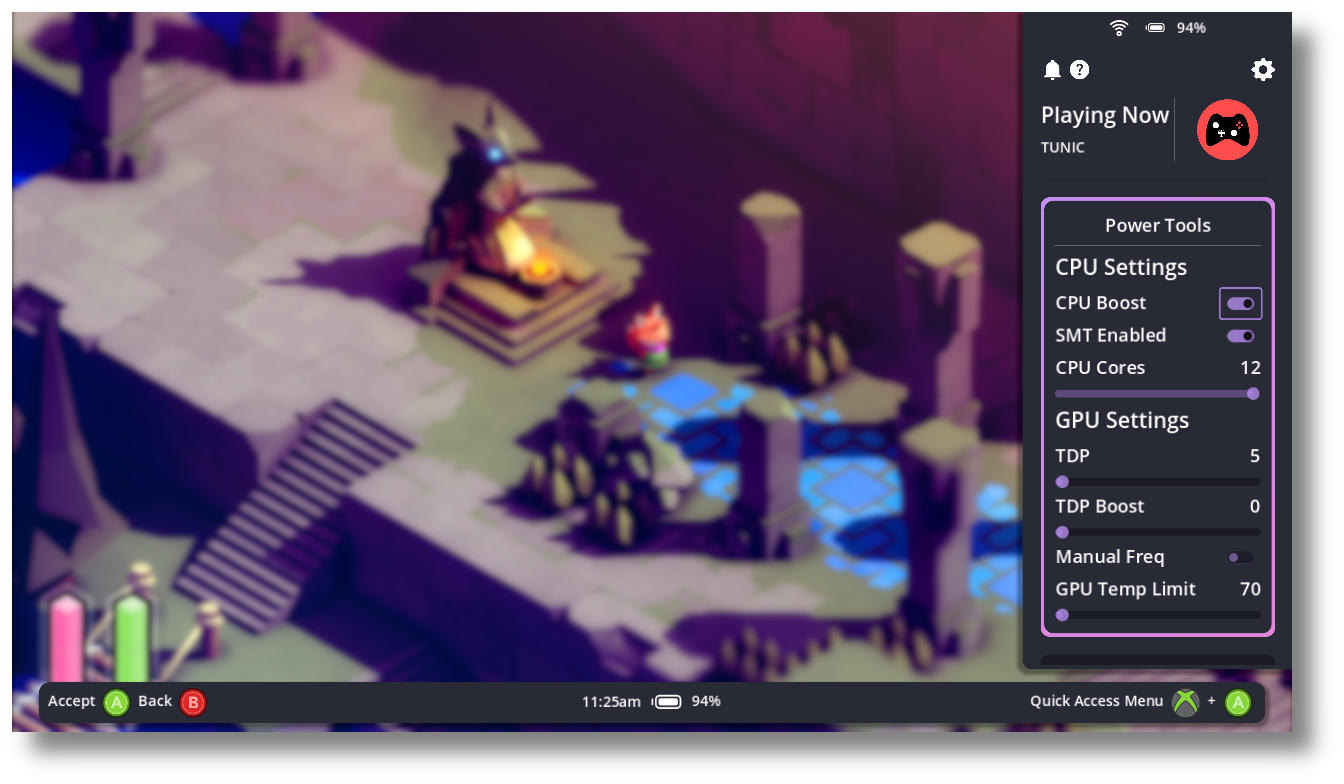 94%
?
Playing Now
TUNIC
Power Tools
CPU Settings
CPU Boost
SMT Enabled
CPU Cores 12
GPU Settings
TDP 5
TDP Boost 0
Manual Freq
GPU Temp Limit 70
Accept A Back B 11:25am 94% Quick Access Menu + A